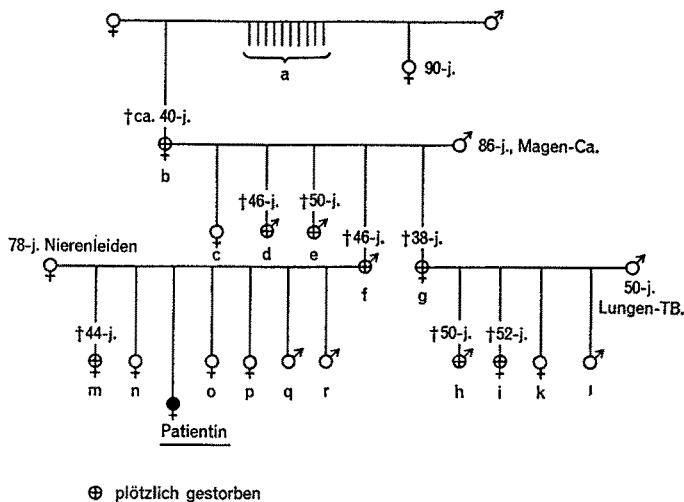 a
90-j.
†ca. 40-j.
b
86-j., Magen-Ca.
†46-j.
†50-j.
c
d
e
†46-j.
†38-j.
78-j. Nierenleiden
f
g
50-j.
Lungen-TB.
†44-j.
†50-j.
†52-j.
m
n
o
p
q
r
h
i
k
l
Patientin
plötzlich gestorben